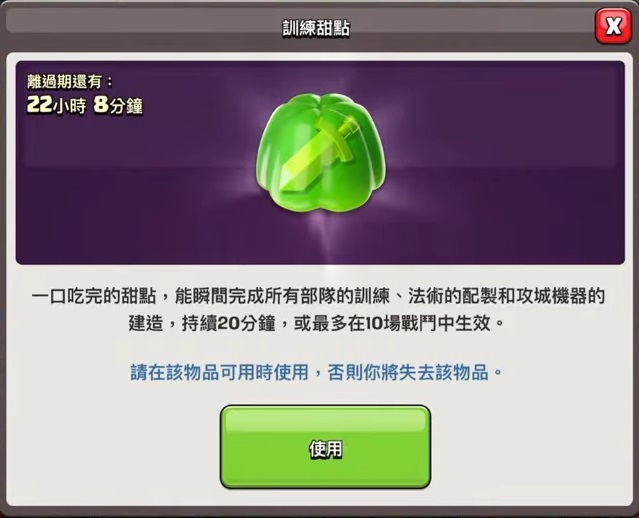 訓練甜點
X
離過期還有：
22小時 8分鐘
一口吃完的甜點，能瞬間完成所有部隊的訓練、法術的配製和攻城機器的
建造，持續20分鐘，或最多在10場戰鬥中生效。
請在該物品可用時使用，否則你將失去該物品。
使用